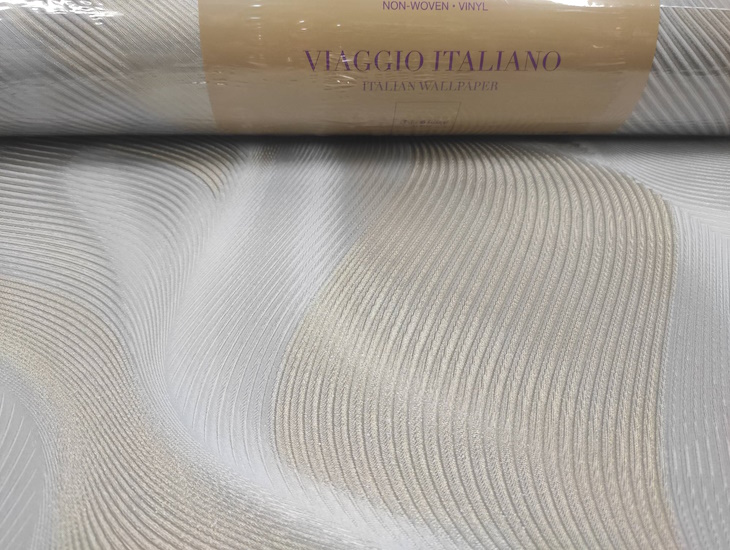 NON-WOVEN · VINYL
VIAGGIO ITALIANO
ITALIAN WALLPAPER